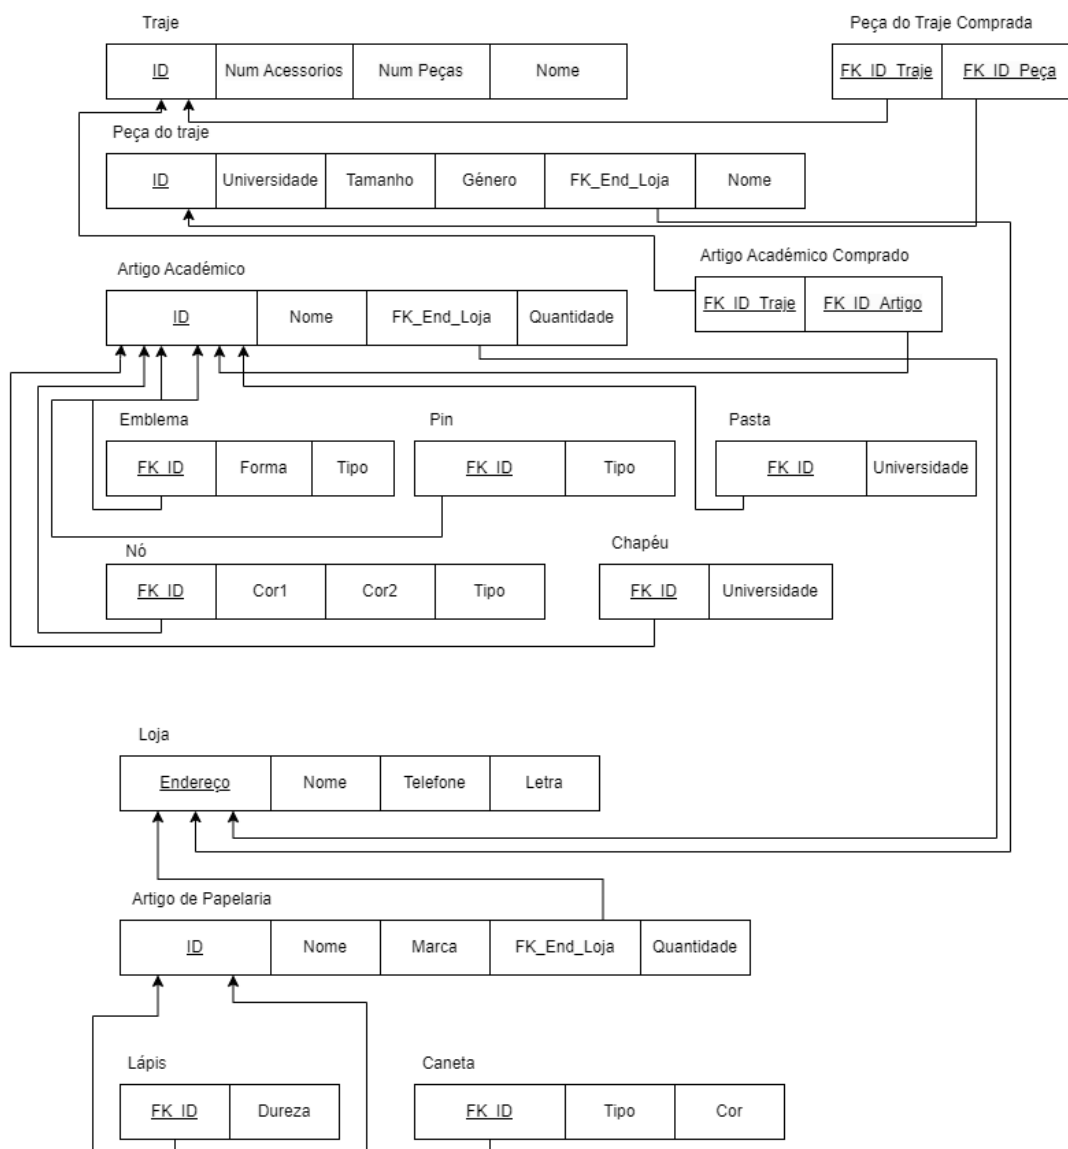 Traje
ID Num Acessorios Num Peças Nome
Peça do Traje Comprada
FK_ID_Traje FK_ID_Peça
Peça do traje
ID Universidade Tamanho Género FK_End_Loja Nome
Artigo Académico
ID Nome FK_End_Loja Quantidade
Artigo Académico Comprado
FK_ID_Traje FK_ID_Artigo
Emblema
FK_ID Forma Tipo
Pin
FK_ID Tipo
Pasta
FK_ID Universidade
Nó
FK_ID Cor1 Cor2 Tipo
Chapéu
FK_ID Universidade
Loja
Endereço Nome Telefone Letra
Artigo de Papelaria
ID Nome Marca FK_End_Loja Quantidade
Lápis
FK_ID Dureza
Caneta
FK_ID Tipo Cor